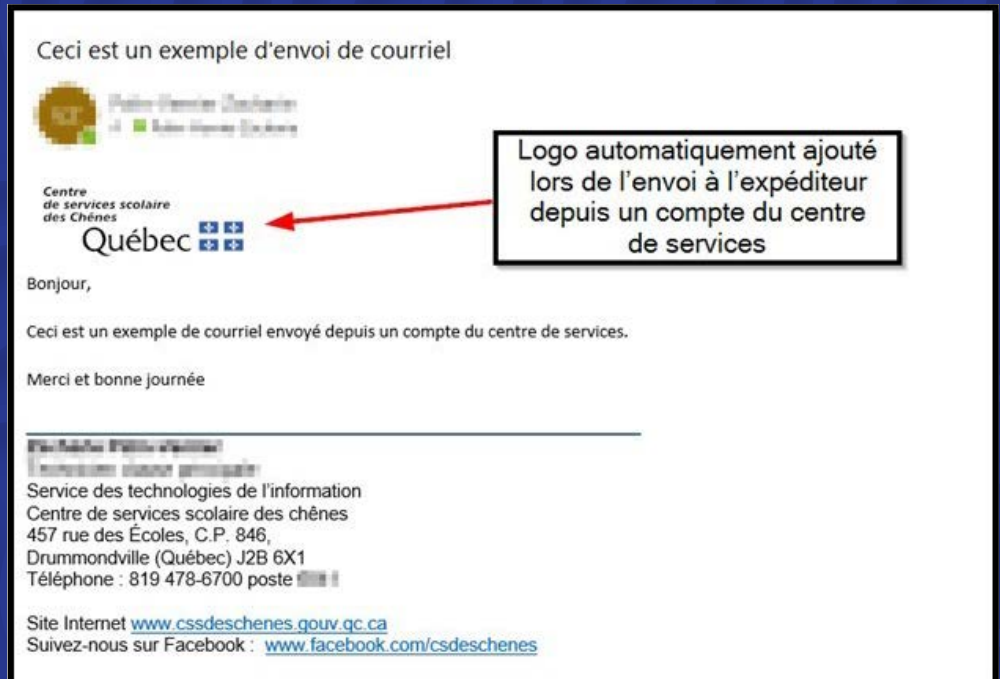 Ceci est un exemple d'envoi de courriel
Logo automatiquement ajouté
lors de l'envoi à l'expéditeur
depuis un compte du centre
de services
Centre
de services scolaire
des Chênes
Québec
Bonjour,
Ceci est un exemple de courriel envoyé depuis un compte du centre de services.
Merci et bonne journée
Service des technologies de l'information
Centre de services scolaire des chênes
457 rue des Écoles, C.P. 846,
Drummondville (Québec) J2B 6X1
Téléphone : 819 478-6700 poste
Site Internet www.cssdeschenes.gouv.qc.ca
Suivez-nous sur Facebook : www.facebook.com/csdeschenes